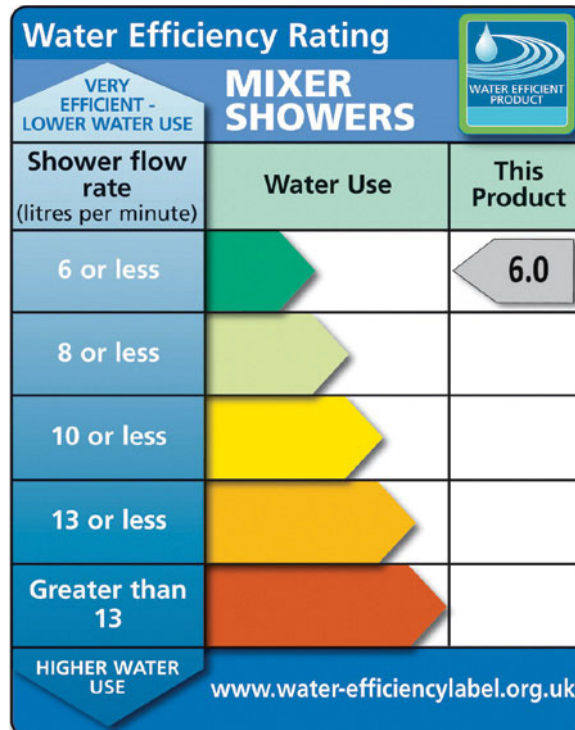 Water Efficiency Rating
VERY
EFFICIENT -
LOWER WATER USE
MIXER
SHOWERS
WATER EFFICIENT
PRODUCT
Shower flow
rate
(litres per minute)
Water Use
This
Product
6 or less
6.0
8 or less
10 or less
13 or less
Greater than
13
HIGHER WATER
USE
www.water-efficiencylabel.org.uk